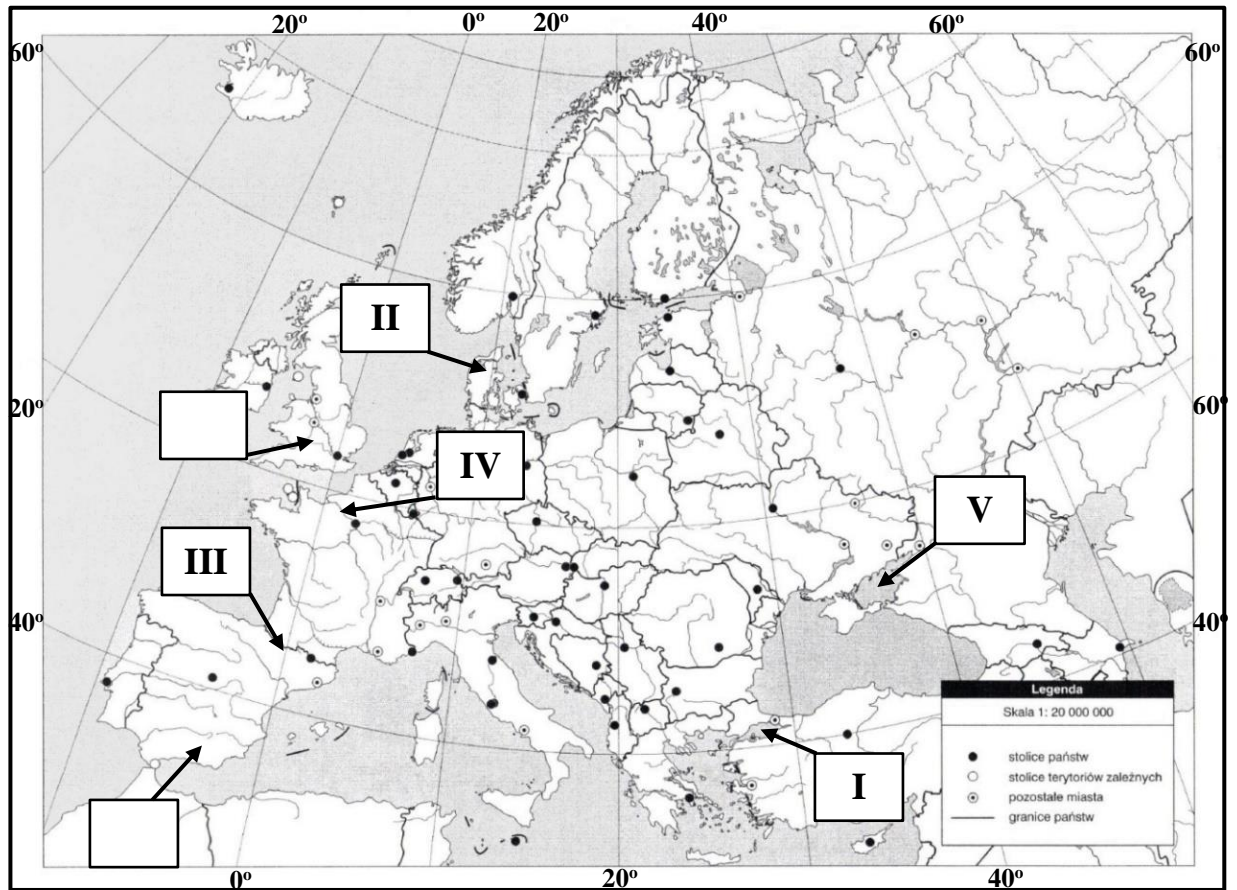 20º 0º 20º 40º 60º
60º 60º
II
20º 60º
IV
V
III
40º 40º
Legenda
Skala 1: 20 000 000
stolice państw
stolice terytoriów zależnych
pozostałe miasta
granice państw
I
0º 20º 40º